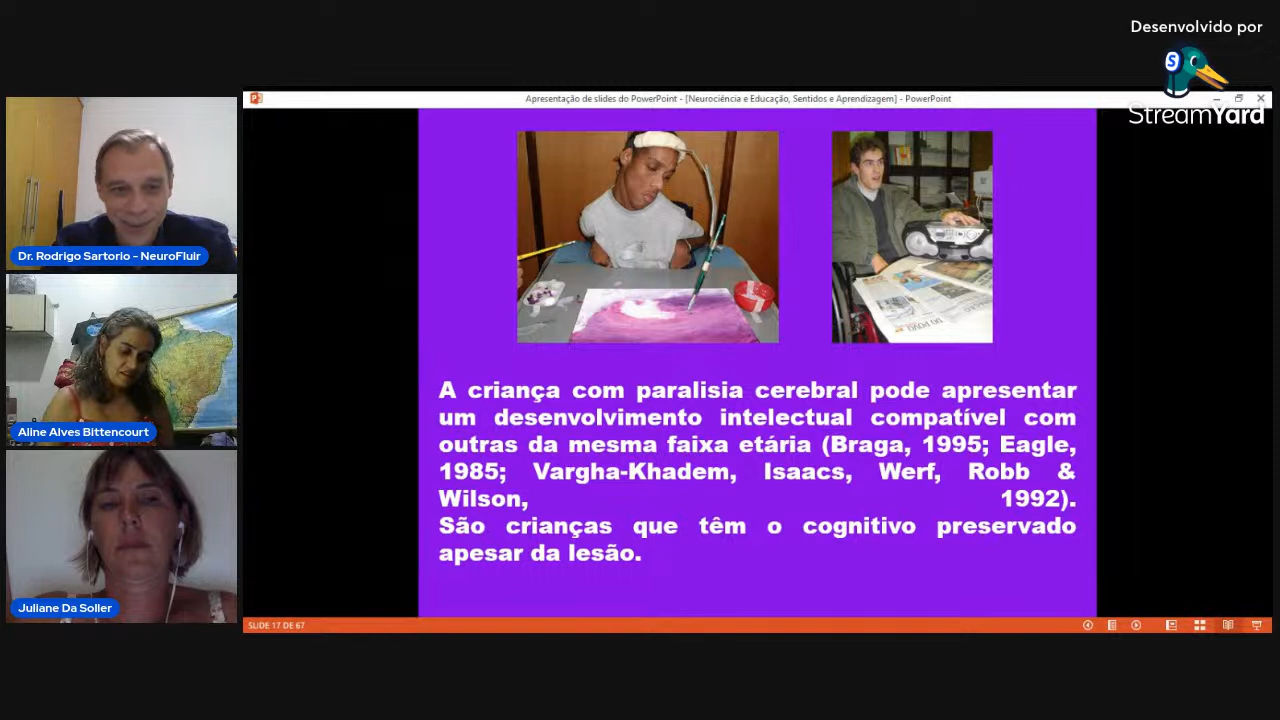 Desenvolvido por
StreamYard
Apresentação de slides do PowerPoint - [Neurociência e Educação, Sentidos e Aprendizagem] - PowerPoint
Dr. Rodrigo Sartorio - NeuroFluir
Aline Alves Bittencourt
Juliane Da Soller
A criança com paralisia cerebral pode apresentar
um desenvolvimento intelectual compatível com
outras da mesma faixa etária (Braga, 1995; Eagle,
1985; Vargha-Khadem, Isaacs, Werf, Robb &
Wilson, 1992).
São crianças que têm o cognitivo preservado
apesar da lesão.
SLIDE 17 DE 67